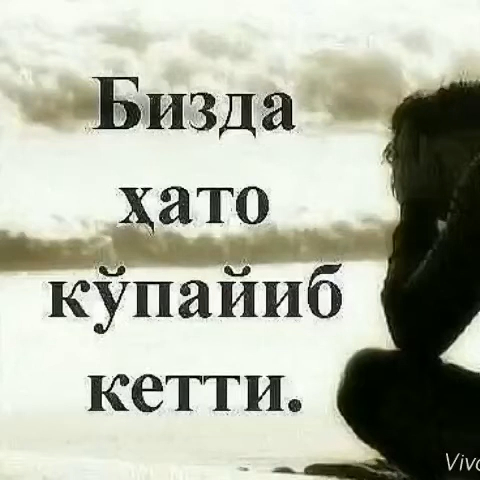 Бизда
ҳато
кўпайиб
кетти.